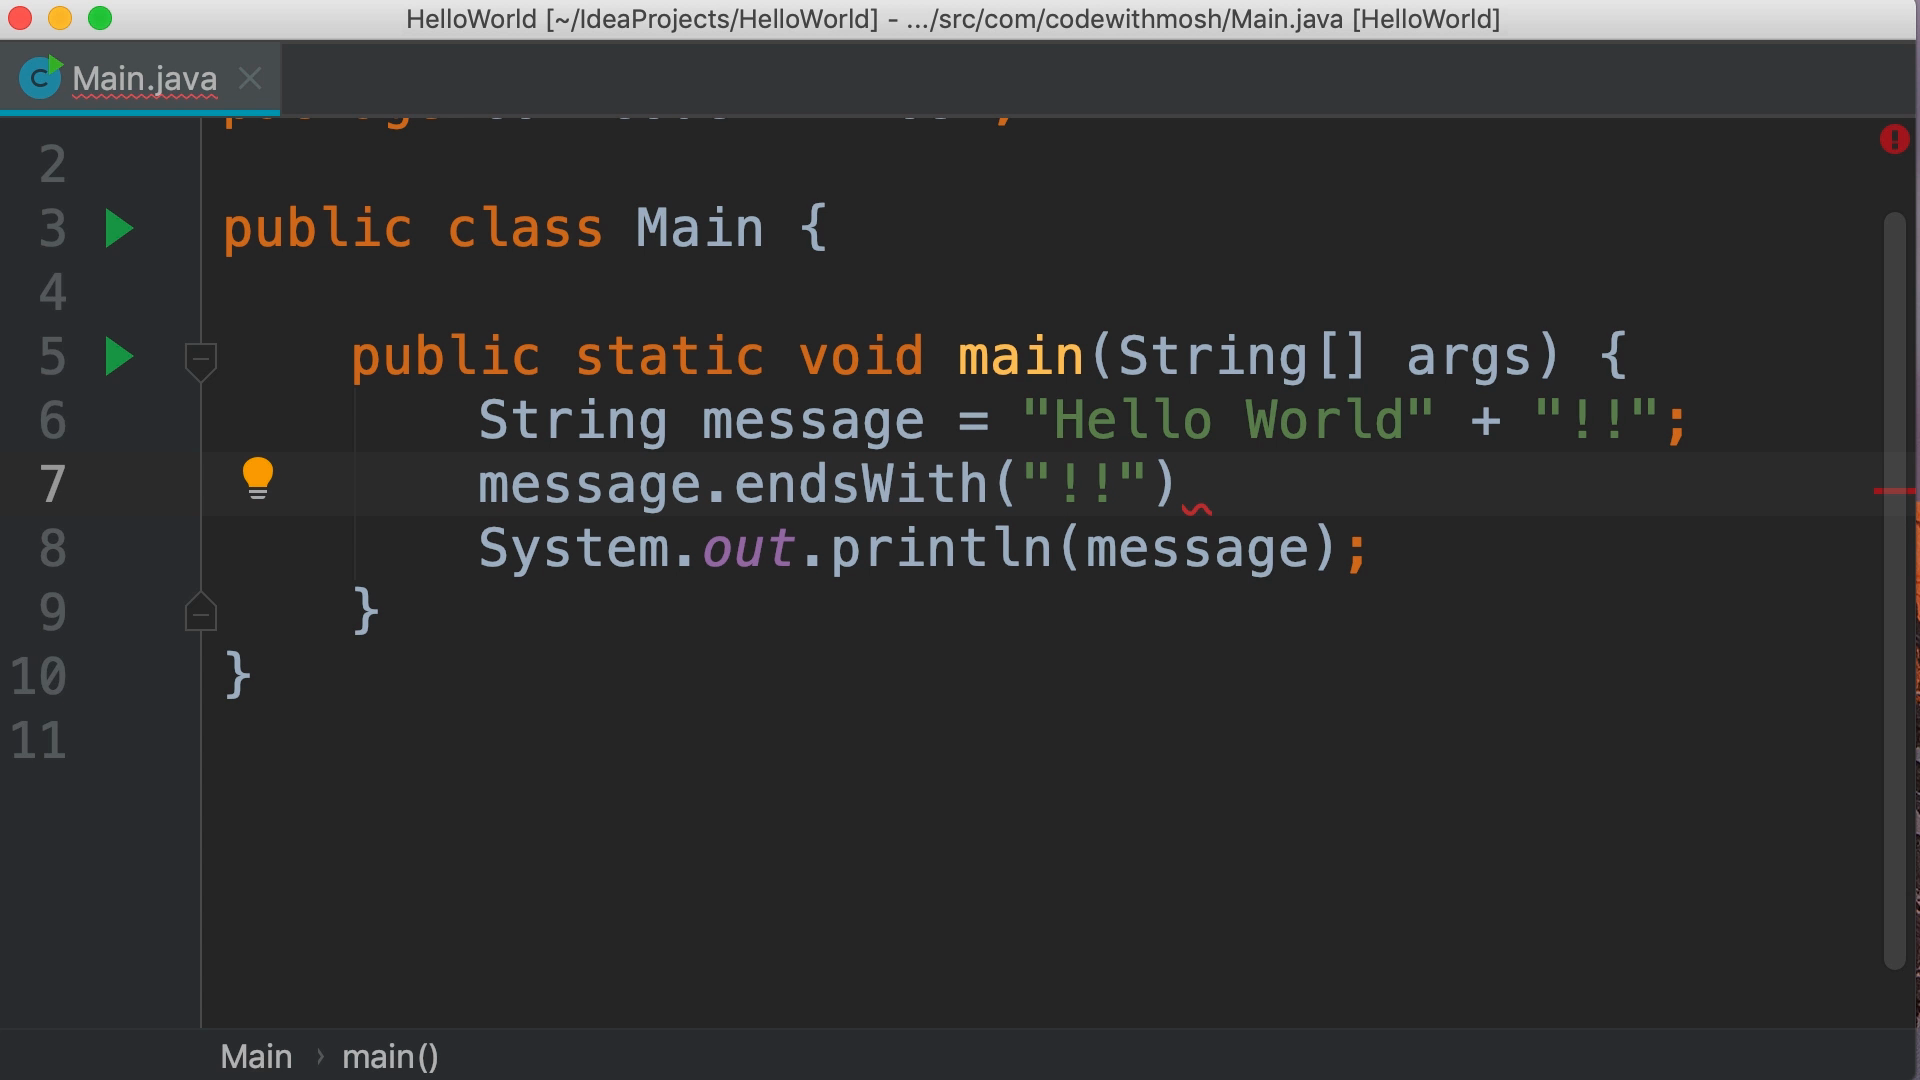 HelloWorld [~/IdeaProjects/HelloWorld] - .../src/com/codewithmosh/Main.java [HelloWorld]
Main.java
2
3 public class Main {
4
5 public static void main(String[] args) {
6 String message = "Hello World" + "!!";
7 message.endsWith("!!")
8 System.out.println(message);
9 }
10 }
11
Main › main()